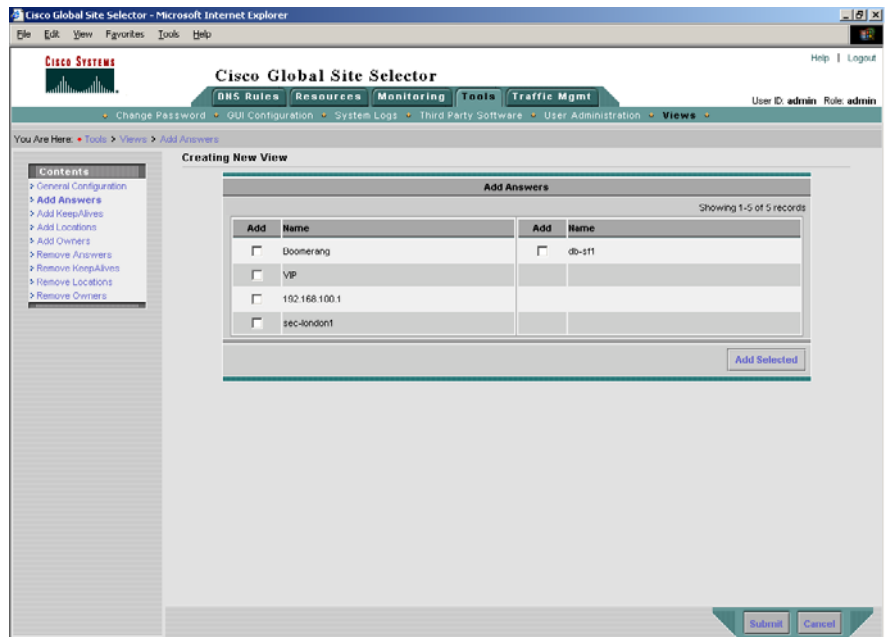 Cisco Global Site Selector - Microsoft Internet Explorer
File Edit View Favorites Tools Help
CISCO SYSTEMS
Help | Logout
Cisco Global Site Selector
DNS Rules Resources Monitoring Tools Traffic Mgmt
User ID: admin Role: admin
Change Password GUI Configuration System Logs Third Party Software User Administration Views
You Are Here: Tools > Views > Add Answers
Creating New View
Contents
> General Configuration
> Add Answers
> Add KeepAlives
> Add Locations
> Add Owners
> Remove Answers
> Remove KeepAlives
> Remove Locations
> Remove Owners
Add Answers
Showing 1-5 of 5 records
Add Name Add Name
Boomerang db-sf1
VIP
192.168.100.1
sec-london1
Add Selected
Submit Cancel